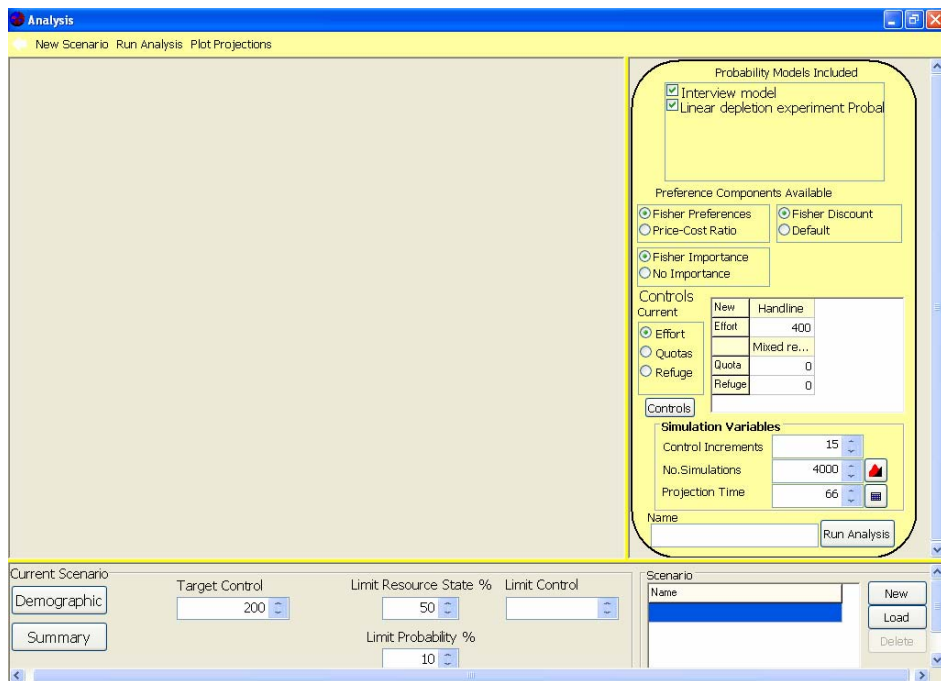 Analysis
New Scenario Run Analysis Plot Projections
Probability Models Included
Interview model
Linear depletion experiment Probal
Preference Components Available
Fisher Preferences
Price-Cost Ratio
Fisher Discount
Default
Fisher Importance
No Importance
Controls
Current
Effort
Quotas
Refuge
New Handline
Effort 400
Mixed re...
Quota 0
Refuge 0
Controls
Simulation Variables
Control Increments 15
No.Simulations 4000
Projection Time 66
Name
Run Analysis
Current Scenario
Demographic
Summary
Target Control
200
Limit Resource State %
50
Limit Control
Limit Probability %
10
Scenario
Name
New
Load
Delete